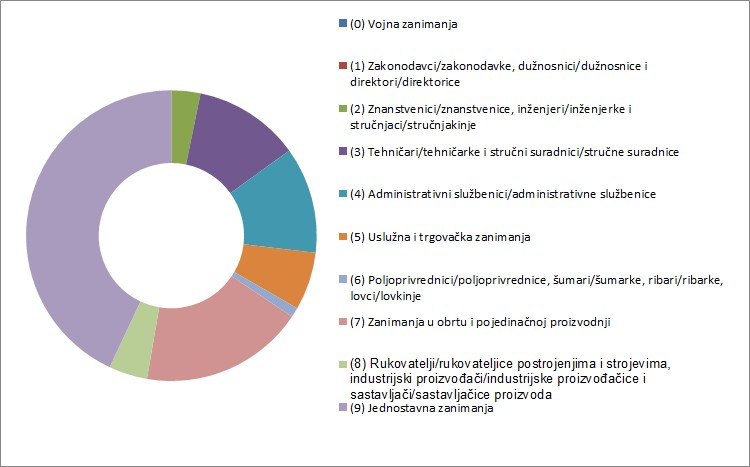 (0) Vojna zanimanja
(1) Zakonodavci/zakonodavke, dužnosnici/dužnosnice i
direktori/direktorice
(2) Znanstvenici/znanstvenice, inženjeri/inženjerke i
stručnjaci/stručnjakinje
(3) Tehničari/tehničarke i stručni suradnici/stručne suradnice
(4) Administrativni službenici/administrativne službenice
(5) Uslužna i trgovačka zanimanja
(6) Poljoprivrednici/poljoprivrednice, šumari/šumarke, ribari/ribarke,
lovci/lovkinje
(7) Zanimanja u obrtu i pojedinačnoj proizvodnji
(8) Rukovatelji/rukovateljice postrojenjima i strojevima,
industrijski proizvođači/industrijske proizvođačice i
sastavljači/sastavljačice proizvoda
(9) Jednostavna zanimanja